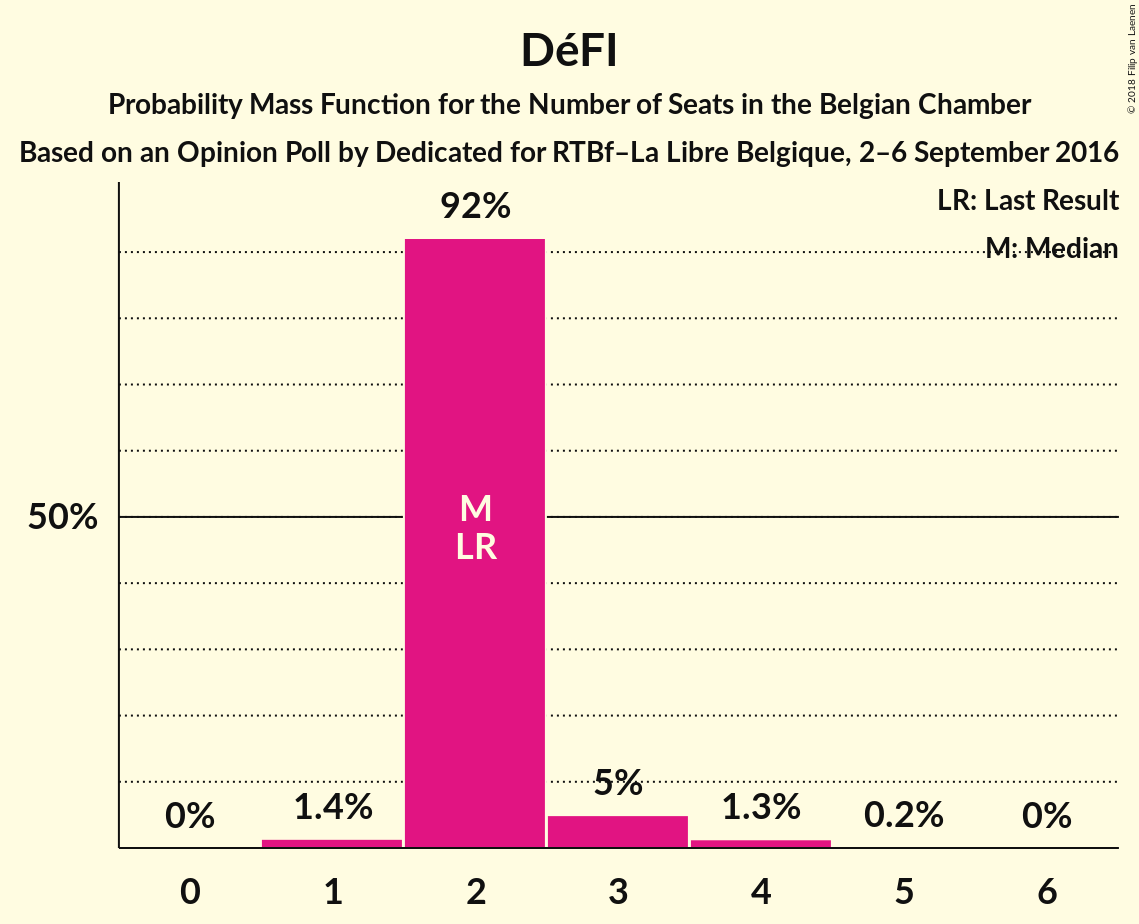 DéFI
Probability Mass Function for the Number of Seats in the Belgian Chamber
Based on an Opinion Poll by Dedicated for RTBf–La Libre Belgique, 2–6 September 2016
© 2018 Filip van Laenen
LR: Last Result
M: Median
92%
50%
M
LR
0%
1.4%
5%
1.3%
0.2%
0%
0
1
2
3
4
5
6